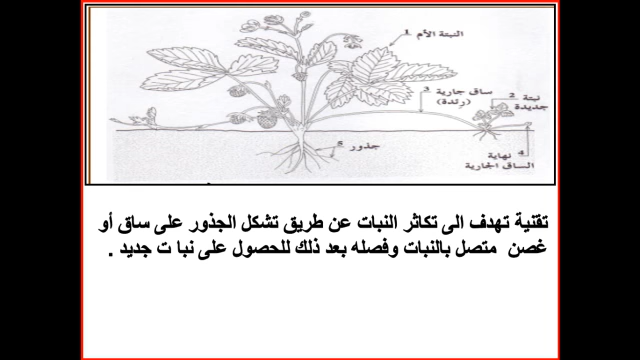 1 النبتة الأم
3 ساق جارية
(رئدة)
2 نبتة
جديدة
4
نهاية
الساق الجارية
5 جذور
تقنية تهدف الى تكاثر النبات عن طريق تشكل الجذور على ساق أو
غصن متصل بالنبات وفصله بعد ذلك للحصول على نبا ت جديد .